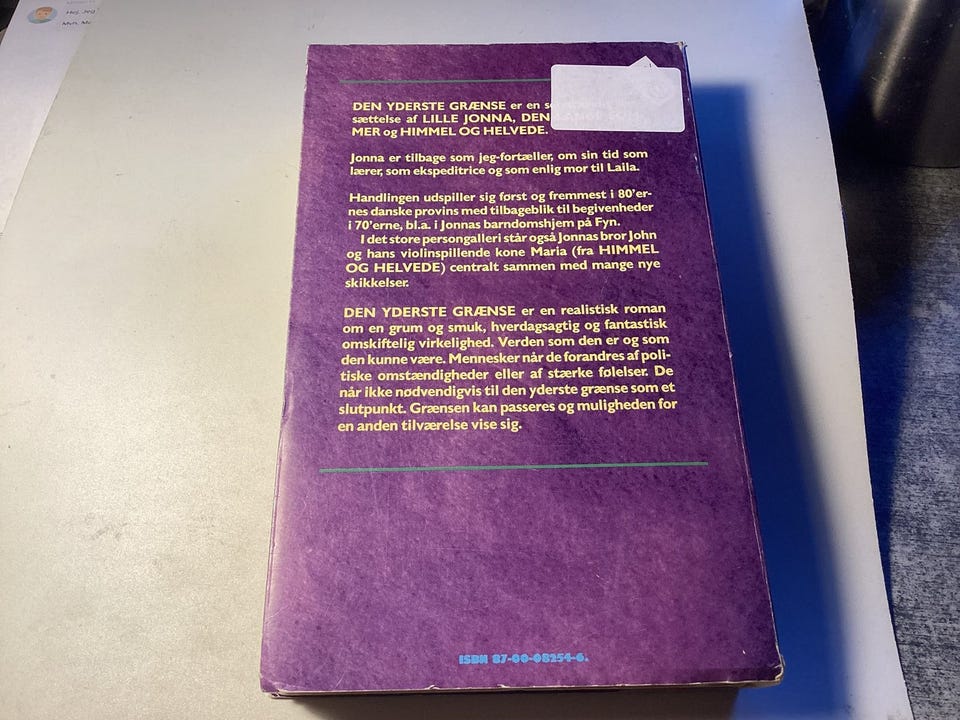 Hej, Jeg
Mvh. Mc
DEN YDERSTE GRÆNSE er en
sættelse af LILLE JONNA, DEN LANGE
MER og HIMMEL OG HELVEDE.
Jonna er tilbage som jeg-fortæller, om sin tid som
lærer, som ekspeditrice og som enlig mor til Laila.
Handlingen udspiller sig først og fremmest i 80'er-
nes danske provins med tilbageblik til begivenheder
i 70'erne, bl.a. i Jonnas barndomshjem på Fyn.
I det store persongalleri står også Jonnas bror John
og hans violinspillende kone Maria (fra HIMMEL
OG HELVEDE) centralt sammen med mange nye
skikkelser.
DEN YDERSTE GRÆNSE er en realistisk roman
om en grum og smuk, hverdagsagtig og fantastisk
omskiftelig virkelighed. Verden som den er og som
den kunne være. Mennesker når de forandres af poli-
tiske omstændigheder eller af stærke følelser. De
når ikke nødvendigvis til den yderste grænse som et
slutpunkt. Grænsen kan passeres og muligheden for
en anden tilværelse vise sig.
ISBN 87-00-08254-6.